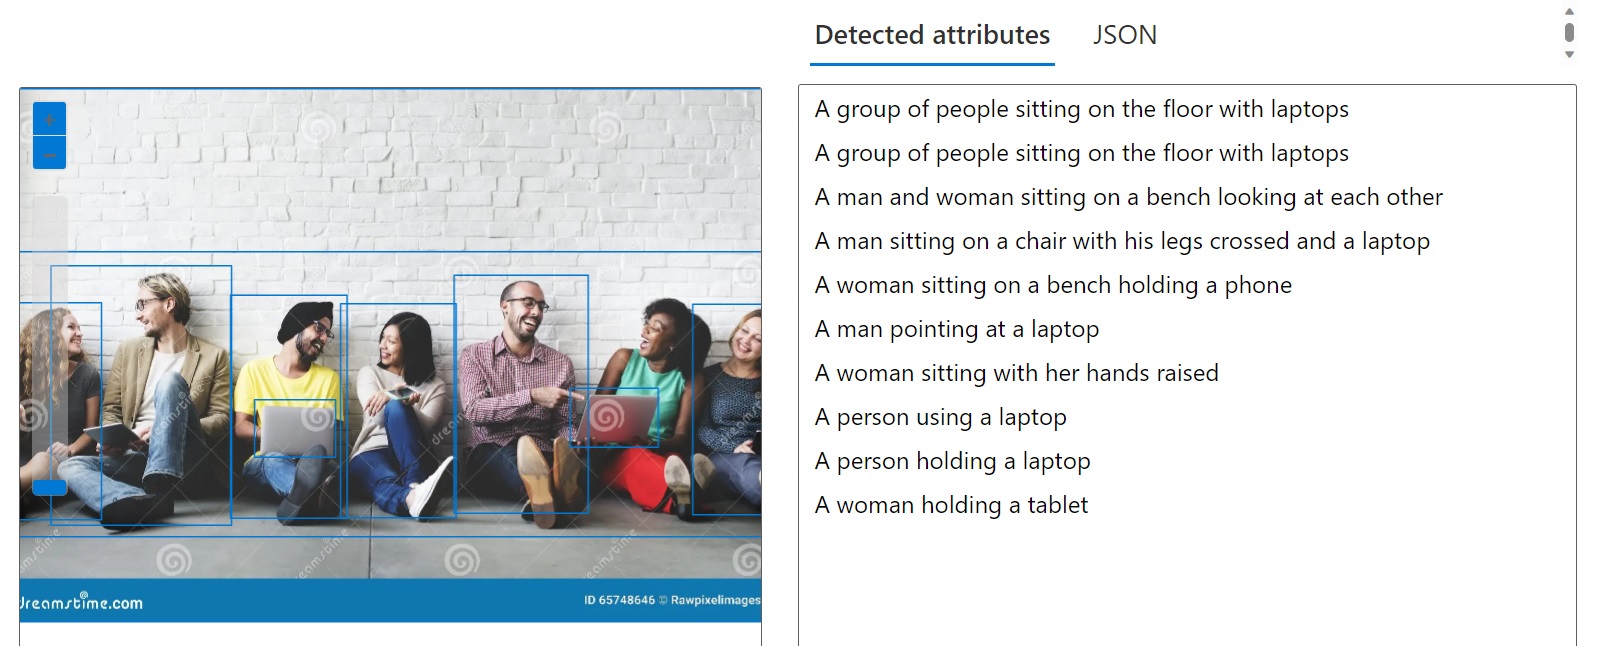 Detected attributes JSON
A group of people sitting on the floor with laptops
A group of people sitting on the floor with laptops
A man and woman sitting on a bench looking at each other
A man sitting on a chair with his legs crossed and a laptop
A woman sitting on a bench holding a phone
A man pointing at a laptop
A woman sitting with her hands raised
A person using a laptop
A person holding a laptop
A woman holding a tablet
dreamstime
dreamstime
dreamstime
dreamstime.com
ID 65748646 © Rawpixelimages